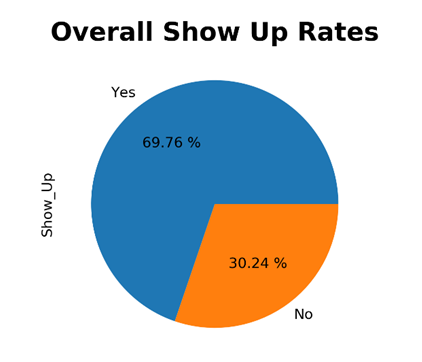 Overall Show Up Rates
Yes
69.76 %
Show_Up
30.24 %
No